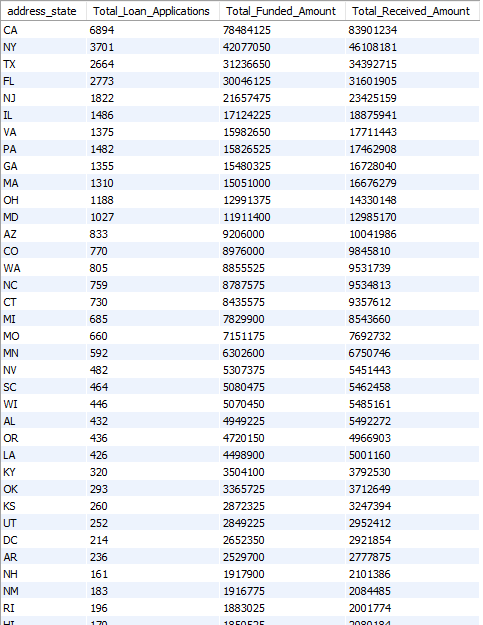 address_state Total_Loan_Applications Total_Funded_Amount Total_Received_Amount
CA 6894 78484125 83901234
NY 3701 42077050 46108181
TX 2664 31236650 34392715
FL 2773 30046125 31601905
NJ 1822 21657475 23425159
IL 1486 17124225 18875941
VA 1375 15982650 17711443
PA 1482 15826525 17462908
GA 1355 15480325 16728040
MA 1310 15051000 16676279
OH 1188 12991375 14330148
MD 1027 11911400 12985170
AZ 833 9206000 10041986
CO 770 8976000 9845810
WA 805 8855525 9531739
NC 759 8787575 9534813
CT 730 8435575 9357612
MI 685 7829900 8543660
MO 660 7151175 7692732
MN 592 6302600 6750746
NV 482 5307375 5451443
SC 464 5080475 5462458
WI 446 5070450 5485161
AL 432 4949225 5492272
OR 436 4720150 4966903
LA 426 4498900 5001160
KY 320 3504100 3792530
OK 293 3365725 3712649
KS 260 2872325 3247394
UT 252 2849225 2952412
DC 214 2652350 2921854
AR 236 2529700 2777875
NH 161 1917900 2101386
NM 183 1916775 2084485
RI 196 1883025 2001774
HI 170 1850525 2080184